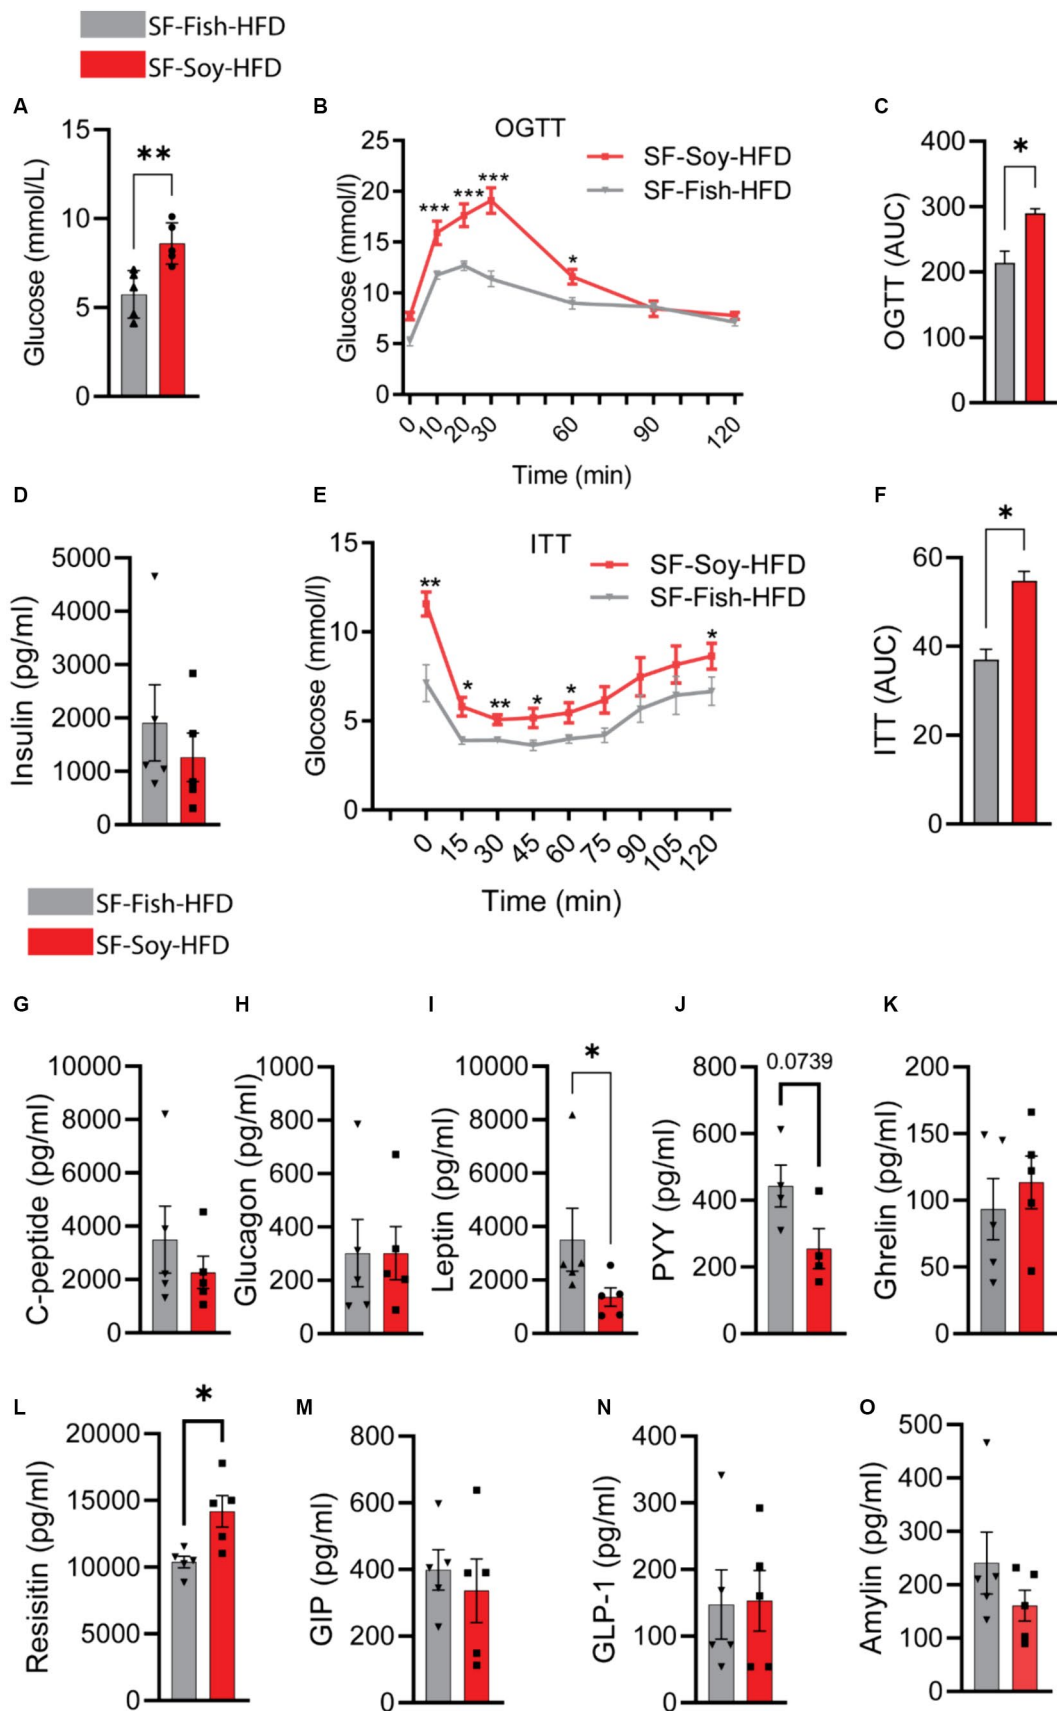 SF-Fish-HFD
SF-Soy-HFD
A
B
C
Glucose (mmol/L)
15
10
5
0
**
OGTT
SF-Soy-HFD
SF-Fish-HFD
Glucose (mmol/l)
25
20
15
10
5
0
***
***
***
*
0
10
20
30
60
90
120
Time (min)
OGTT (AUC)
400
300
200
100
0
*
D
E
F
Insulin (pg/ml)
5000
4000
3000
2000
1000
0
ITT
SF-Soy-HFD
SF-Fish-HFD
Glocose (mmol/l)
15
10
5
0
**
*
**
*
*
*
0
15
30
45
60
75
90
105
120
Time (min)
ITT (AUC)
60
40
20
0
*
SF-Fish-HFD
SF-Soy-HFD
G
H
I
J
K
C-peptide (pg/ml)
10000
8000
6000
4000
2000
0
Glucagon (pg/ml)
1000
800
600
400
200
0
Leptin (pg/ml)
10000
8000
6000
4000
2000
0
*
PYY (pg/ml)
800
600
400
200
0
0.0739
Ghrelin (pg/ml)
200
150
100
50
0
L
M
N
O
Resisitin (pg/ml)
20000
15000
10000
5000
0
*
GIP (pg/ml)
800
600
400
200
0
GLP-1 (pg/ml)
400
300
200
100
0
Amylin (pg/ml)
500
400
300
200
100
0